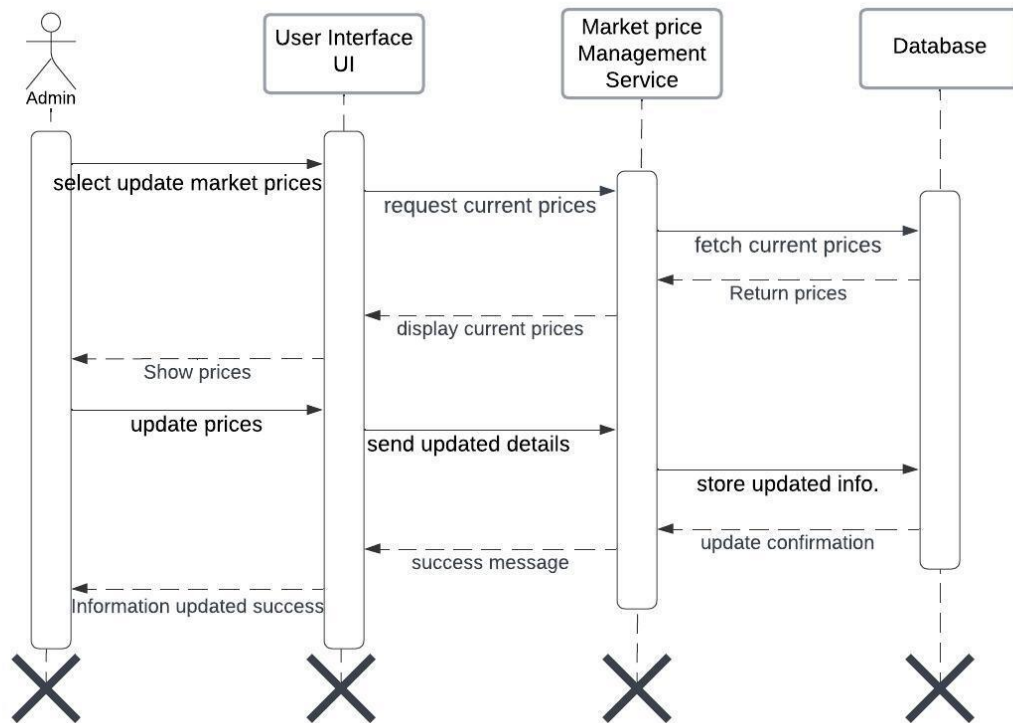 Admin
User Interface
UI
Market price
Management
Service
Database
select update market prices
request current prices
fetch current prices
Return prices
display current prices
Show prices
update prices
send updated details
store updated info.
update confirmation
success message
Information updated success